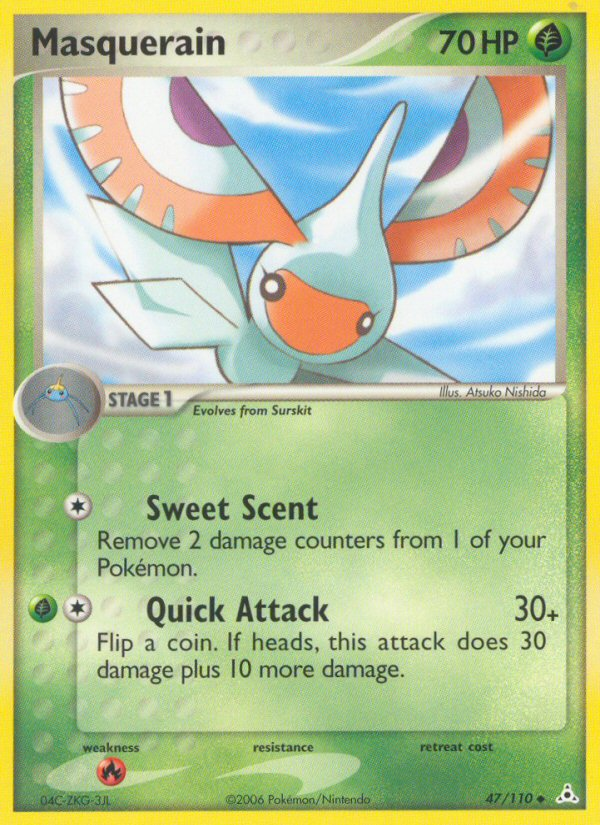 Masquerain
70 HP
Illus. Atsuko Nishida
STAGE 1
Evolves from Surskit
Sweet Scent
Remove 2 damage counters from 1 of your
Pokémon.
Quick Attack 30+
Flip a coin. If heads, this attack does 30
damage plus 10 more damage.
weakness resistance retreat cost
04C-ZKG-3JL ©2006 Pokémon/Nintendo 47/110